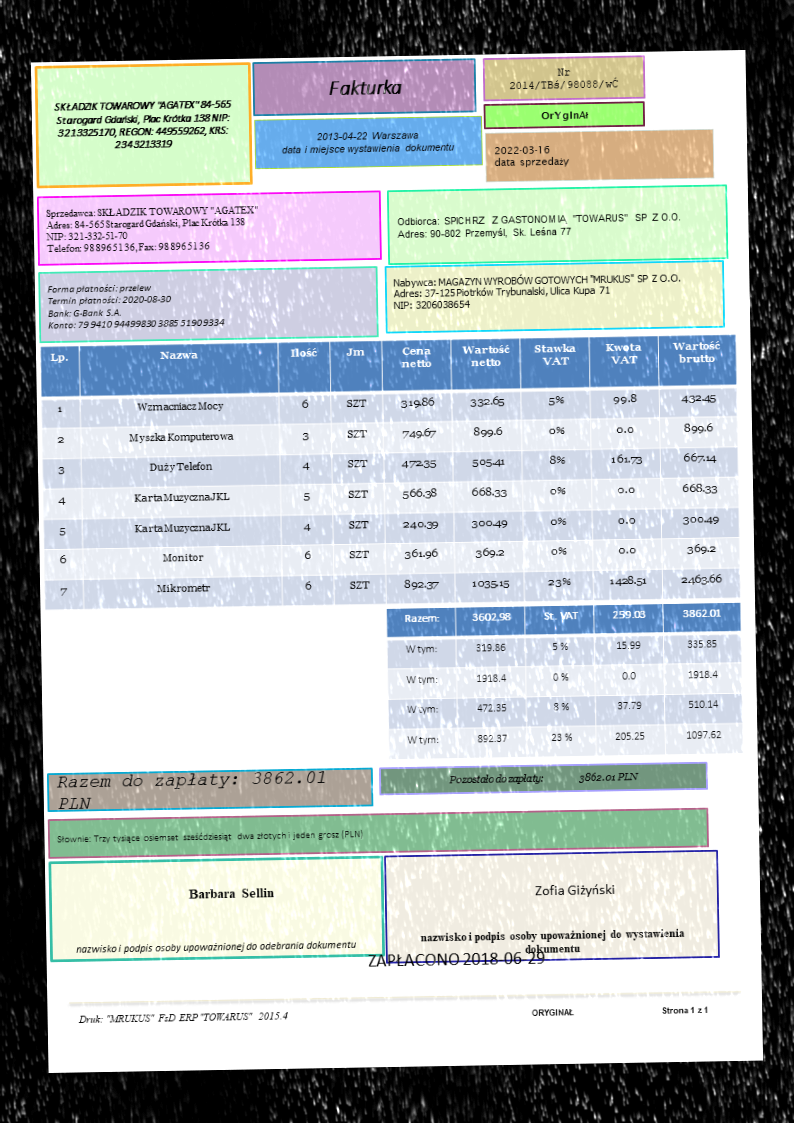 SKŁADZIK TOWAROWY "AGATEX" 84-565
Starogard Gdański, Plac Krótka 138 NIP:
3213325170, REGON: 449559262, KRS:
2343213319
Fakturka
2013-04-22 Warszawa
data i miejsce wystawienia dokumentu
Nr
2014/TBś/98088/wĆ
OrYgInAł
2022-03-16
data sprzedaży
Sprzedawca: SKŁADZIK TOWAROWY "AGATEX"
Adres: 84-565 Starogard Gdański, Plac Krótka 138
NIP: 321-332-51-70
Telefon: 988965136, Fax: 988965136
Odbiorca: SPICHRZ Z GASTONOMIĄ "TOWARUS" SP Z O.O.
Adres: 90-802 Przemyśl, Sk. Leśna 77
Forma płatności: przelew
Termin płatności: 2020-08-30
Bank: G-Bank S.A.
Konto: 79 9410 94499830 3885 51909334
Nabywca: MAGAZYN WYROBÓW GOTOWYCH "MRUKUS" SP Z O.O.
Adres: 37-125 Piotrków Trybunalski, Ulica Kupa 71
NIP: 3206038654
Lp. Nazwa Ilość Jm Cena netto Wartość netto Stawka VAT Kwota VAT Wartość brutto
1 Wzmacniacz Mocy 6 SZT 319.86 332.65 5% 99.8 432.45
2 Myszka Komputerowa 3 SZT 749.67 899.6 0% 0.0 899.6
3 Duży Telefon 4 SZT 472.35 505.41 8% 161.73 667.14
4 KartaMuzycznaJKL 5 SZT 566.38 668.33 0% 0.0 668.33
5 KartaMuzycznaJKL 4 SZT 240.39 300.49 0% 0.0 300.49
6 Monitor 6 SZT 361.96 369.2 0% 0.0 369.2
7 Mikrometr 6 SZT 892.37 1035.15 23% 1428.51 2463.66
Razem: 3602.98 St. VAT 259.03 3862.01
W tym: 319.86 5 % 15.99 335.85
W tym: 1918.4 0 % 0.0 1918.4
W tym: 472.35 8 % 37.79 510.14
W tym: 892.37 23 % 205.25 1097.62
Razem do zapłaty: 3862.01
PLN
Pozostało do zapłaty: 3862.01 PLN
Słownie: Trzy tysiące osiemset sześćdziesiąt dwa złotych i jeden grosz (PLN)
Barbara Sellin
nazwisko i podpis osoby upoważnionej do odebrania dokumentu
Zofia Giżyński
nazwisko i podpis osoby upoważnionej do wystawienia
dokumentu
ZAPŁACONO 2018-06-29
Druk: "MRUKUS" FsD ERP "TOWARUS" 2015.4
ORYGINAŁ
Strona 1 z 1